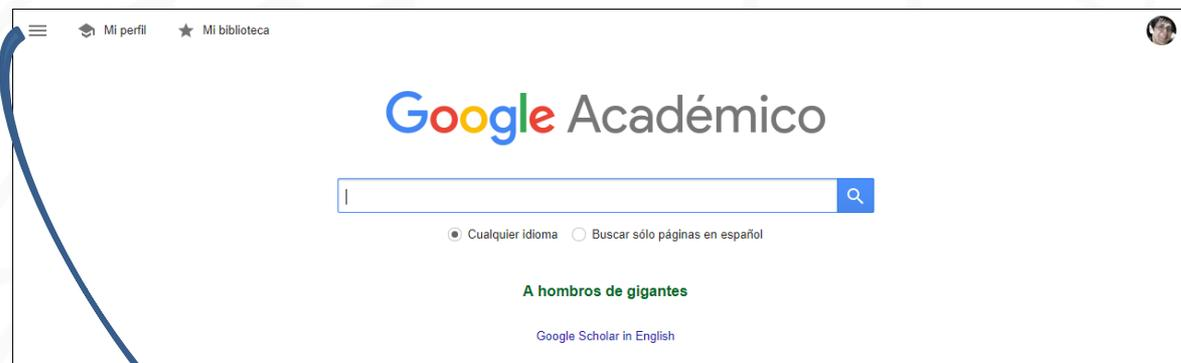 Mi perfil Mi biblioteca
Google Académico
Cualquier idioma Buscar sólo páginas en español
A hombros de gigantes
Google Scholar in English